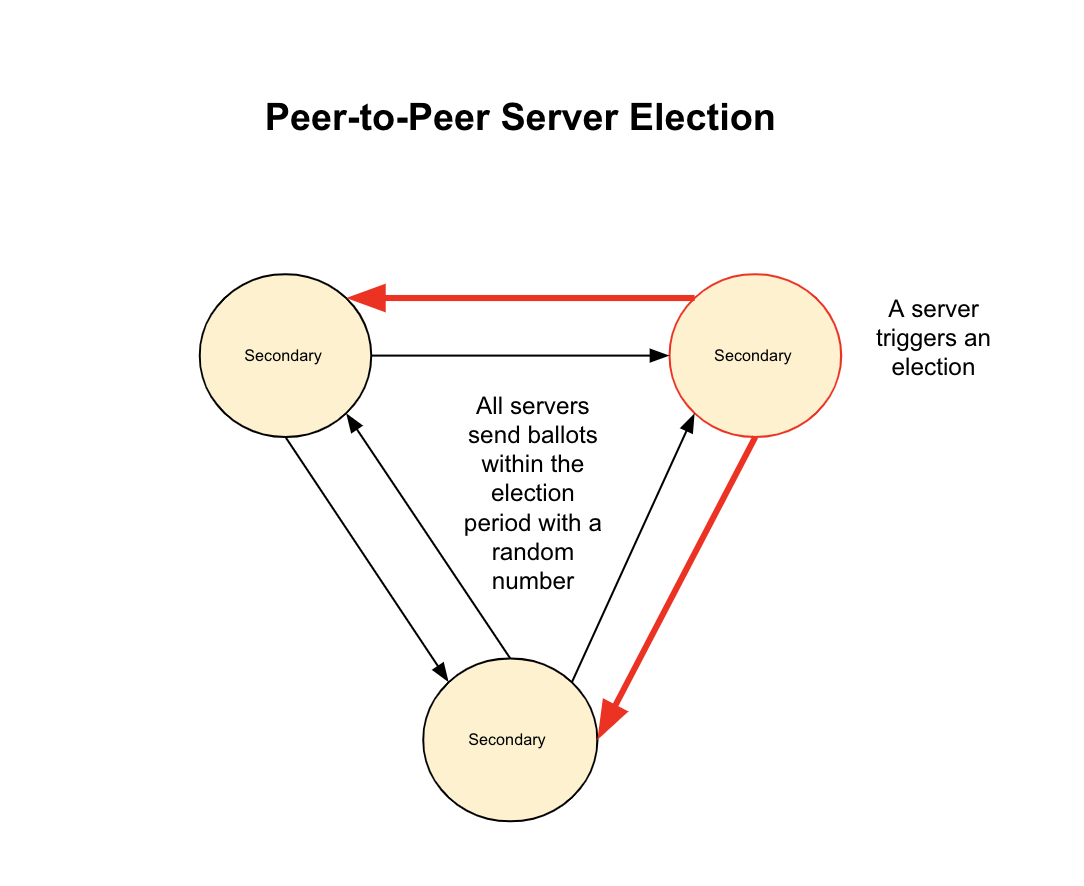 Peer-to-Peer Server Election
Secondary
Secondary
A server
triggers an
election
All servers
send ballots
within the
election
period with a
random
number
Secondary